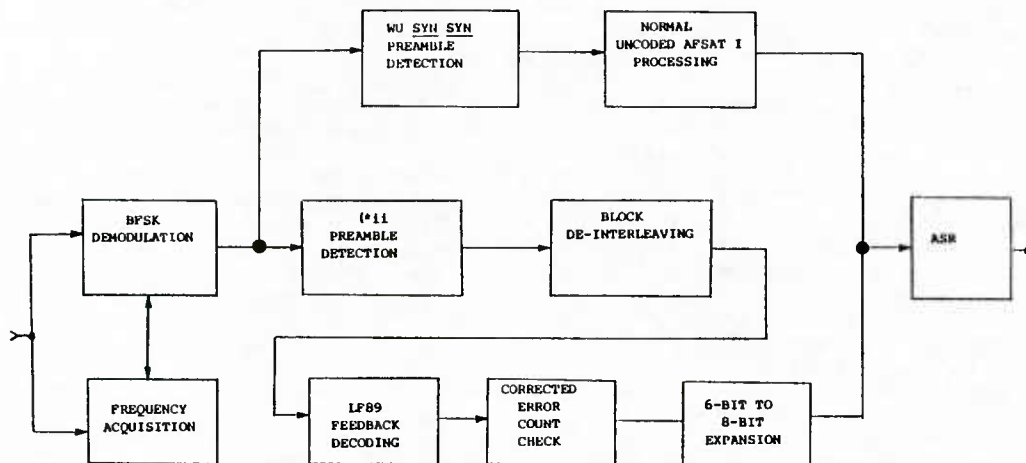 WU SYN SYN
PREAMBLE
DETECTION
NORMAL
UNCODED AFSAT I
PROCESSING
BFSK
DEMODULATION
(*ii
PREAMBLE
DETECTION
BLOCK
DE-INTERLEAVING
ASR
FREQUENCY
ACQUISITION
LF89
FEEDBACK
DECODING
CORRECTED
ERROR
COUNT
CHECK
6-BIT TO
8-BIT
EXPANSION